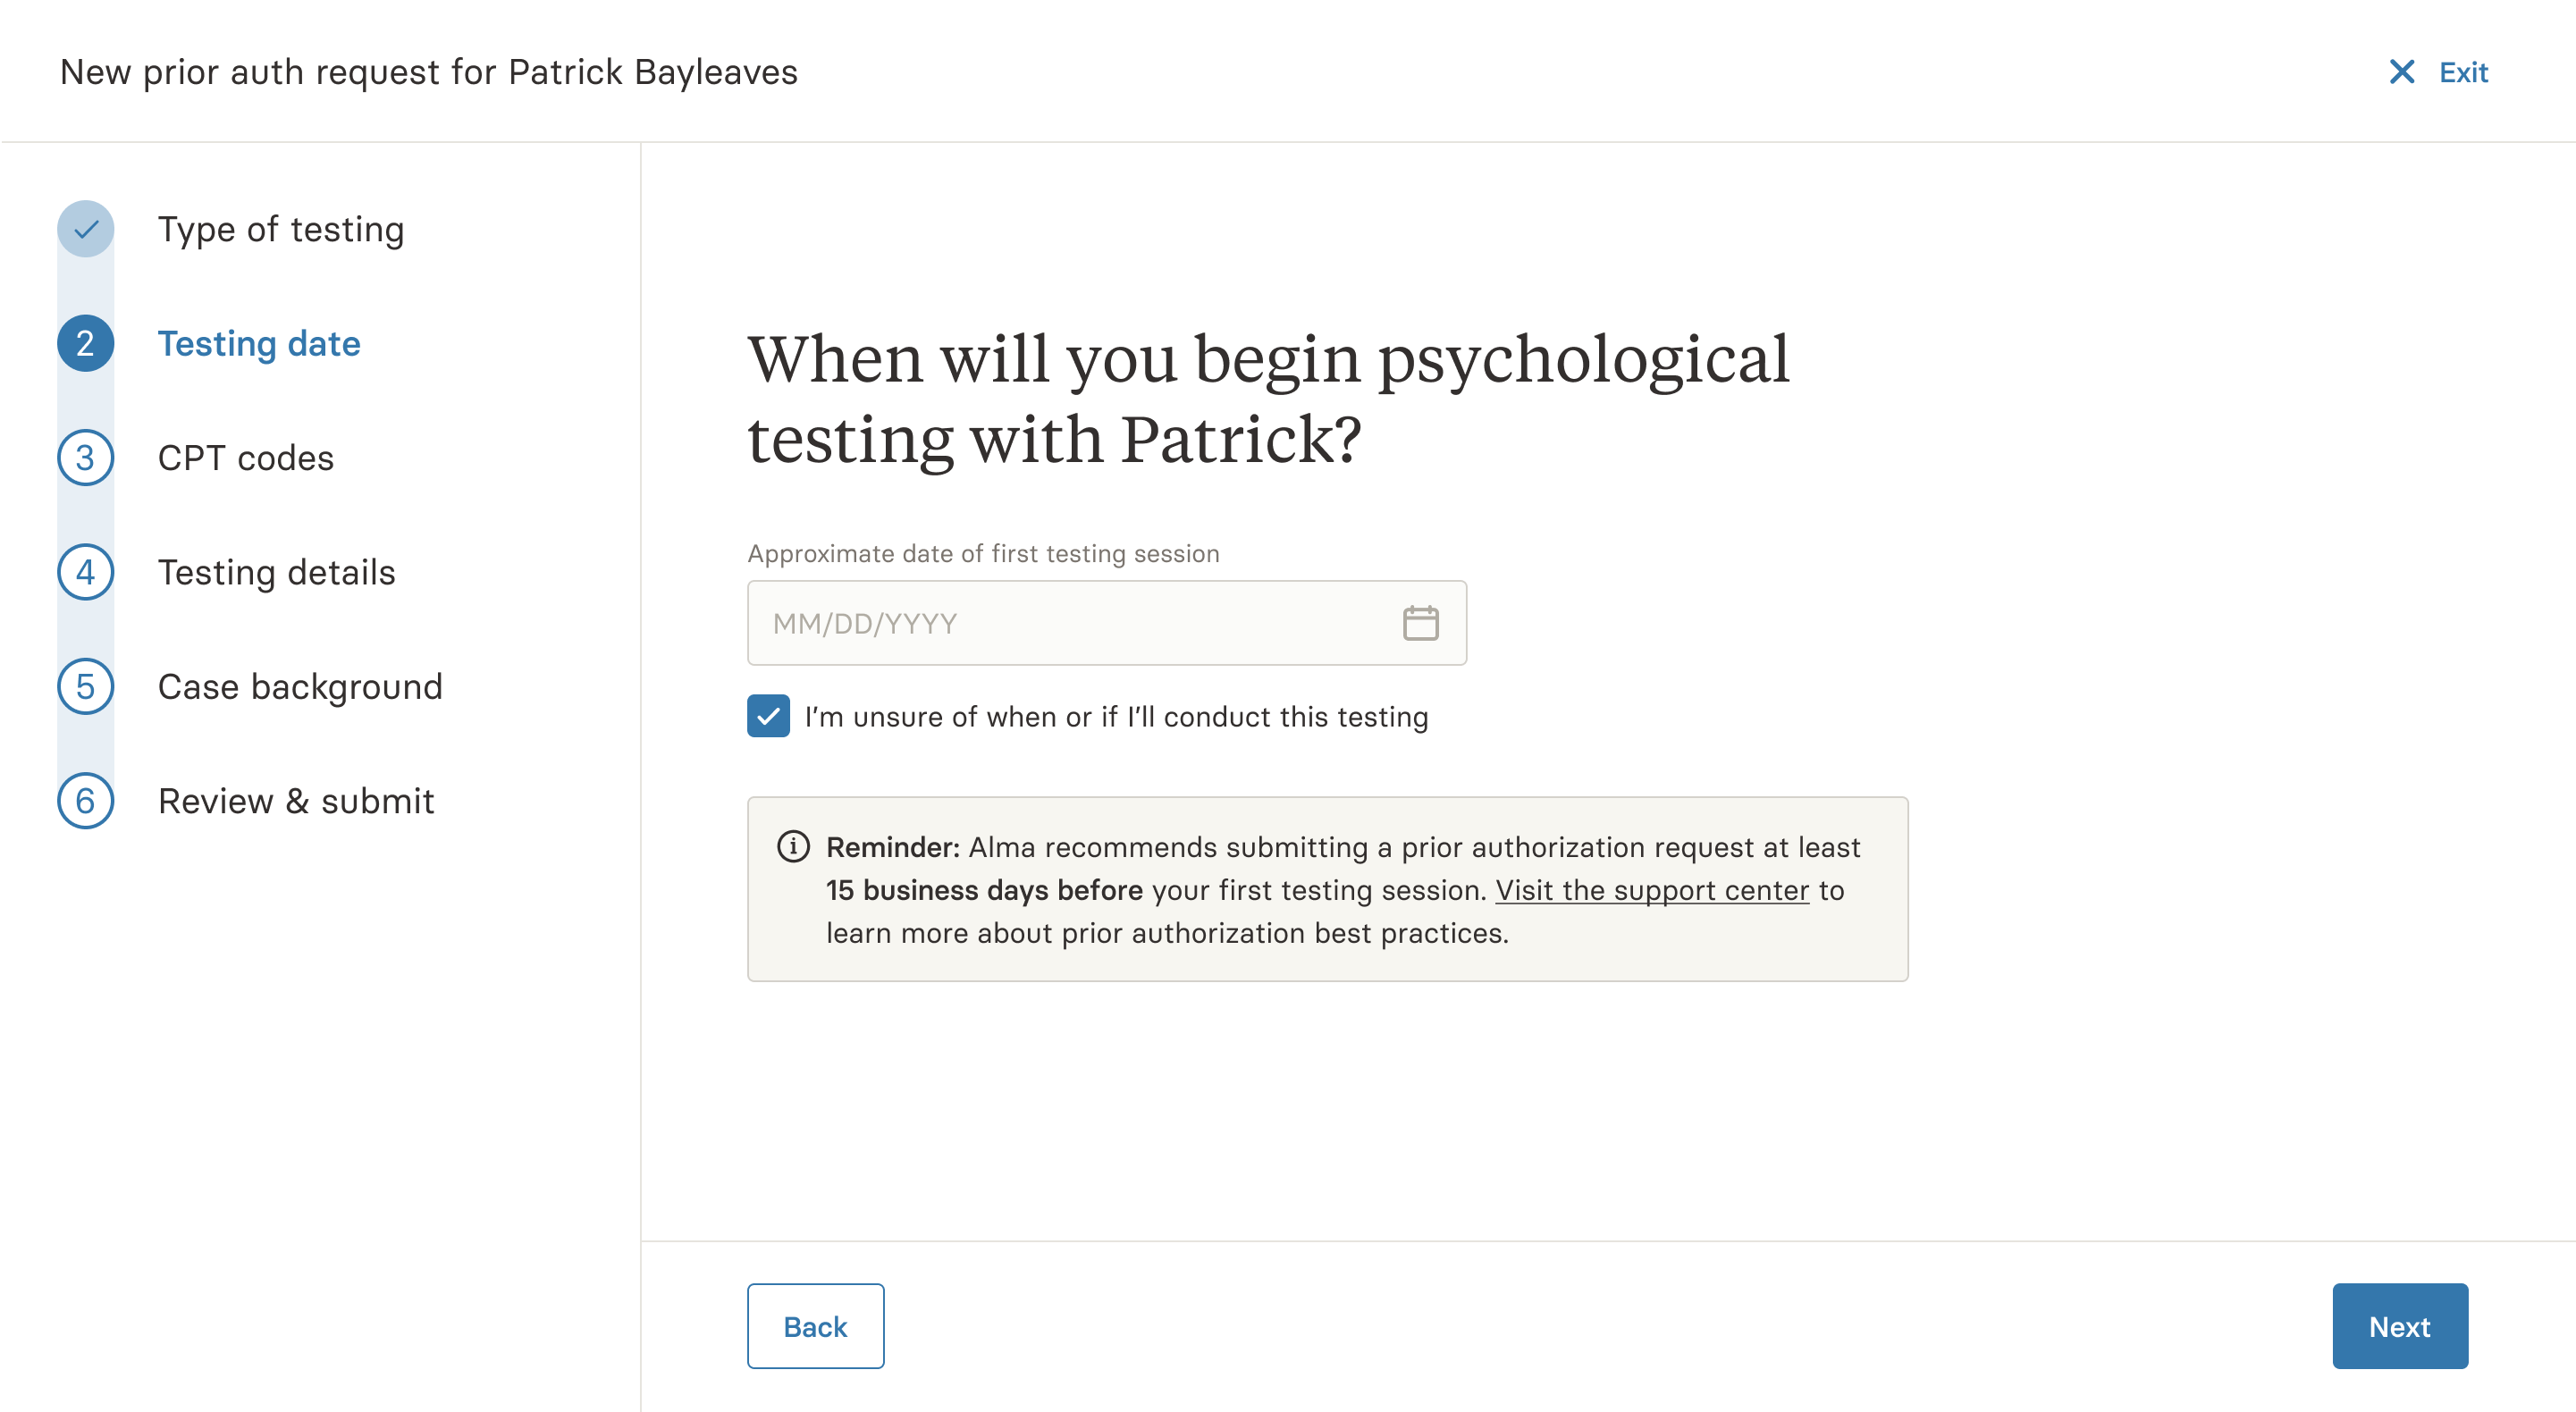 New prior auth request for Patrick Bayleaves
Exit
Type of testing
2 Testing date
3 CPT codes
4 Testing details
5 Case background
6 Review & submit
When will you begin psychological
testing with Patrick?
Approximate date of first testing session
MM/DD/YYYY
I’m unsure of when or if I’ll conduct this testing
Reminder: Alma recommends submitting a prior authorization request at least
15 business days before your first testing session. Visit the support center to
learn more about prior authorization best practices.
Back
Next